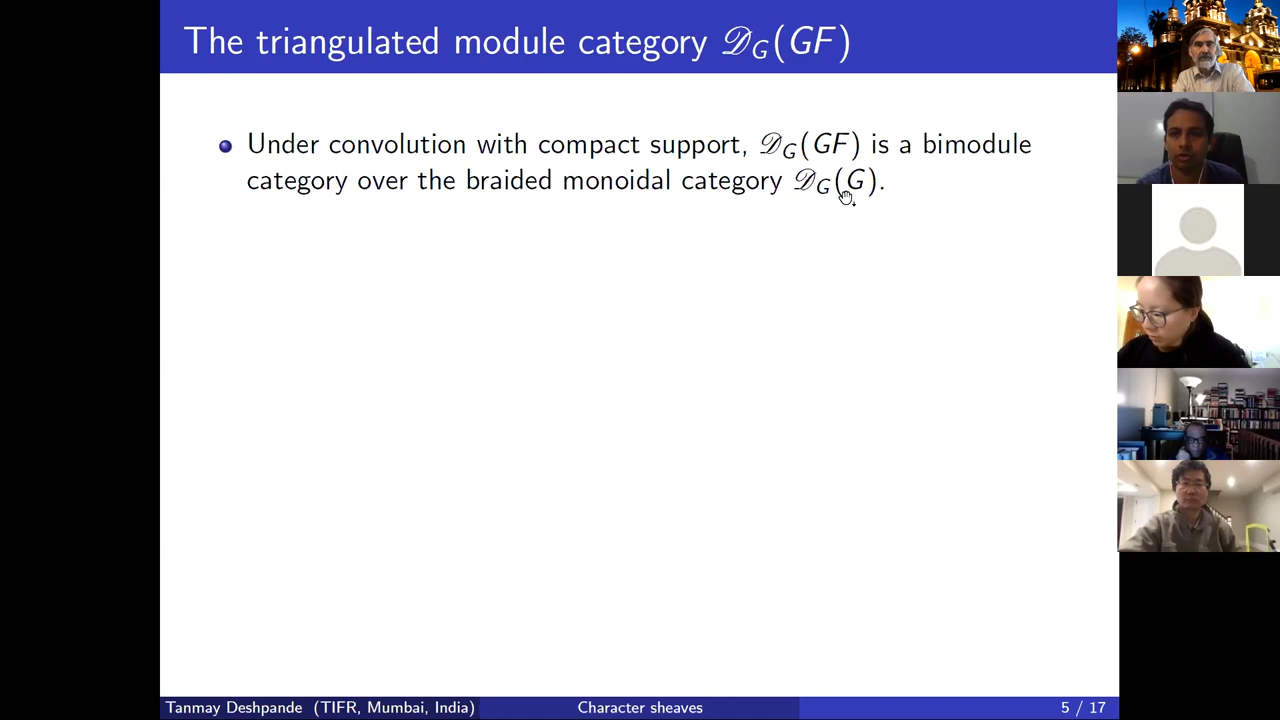 The triangulated module category 𝒟_G(GF)
Under convolution with compact support, 𝒟_G(GF) is a bimodule
category over the braided monoidal category 𝒟_G(G).
Tanmay Deshpande (TIFR, Mumbai, India) Character sheaves 5 / 17